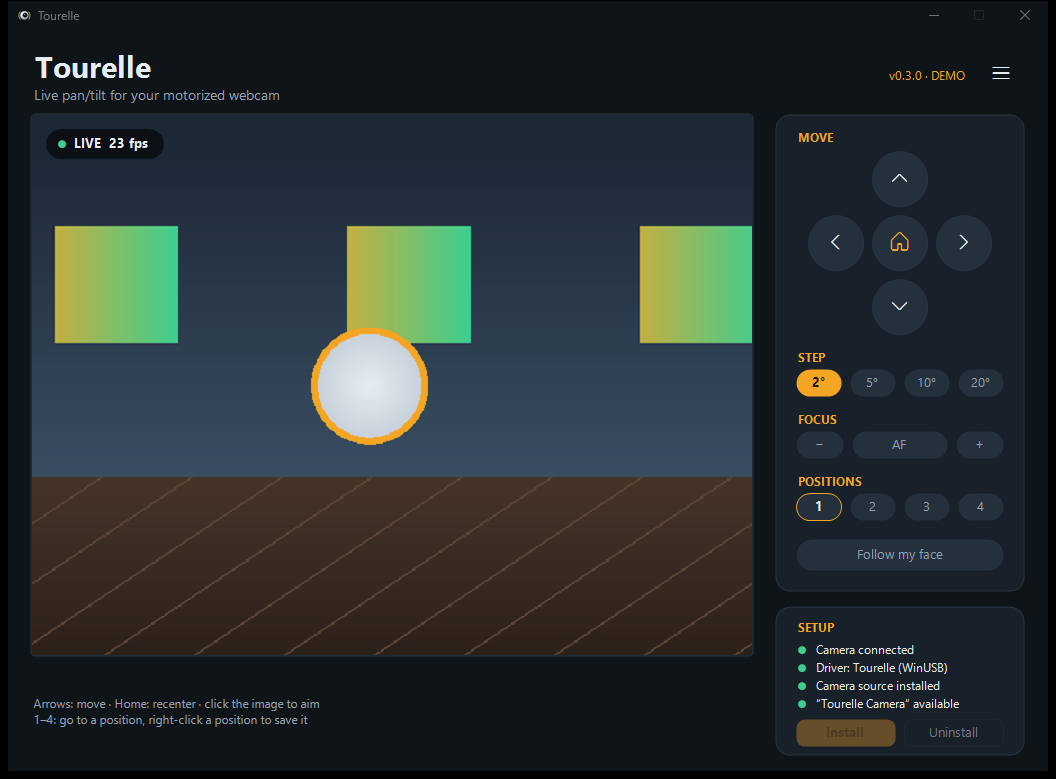 Tourelle
Tourelle
Live pan/tilt for your motorized webcam
v0.3.0 · DEMO
LIVE 23 fps
MOVE
STEP
2° 5° 10° 20°
FOCUS
− AF +
POSITIONS
1 2 3 4
Follow my face
SETUP
Camera connected
Driver: Tourelle (WinUSB)
Camera source installed
“Tourelle Camera” available
Install Uninstall
Arrows: move · Home: recenter · click the image to aim
1–4: go to a position, right-click a position to save it